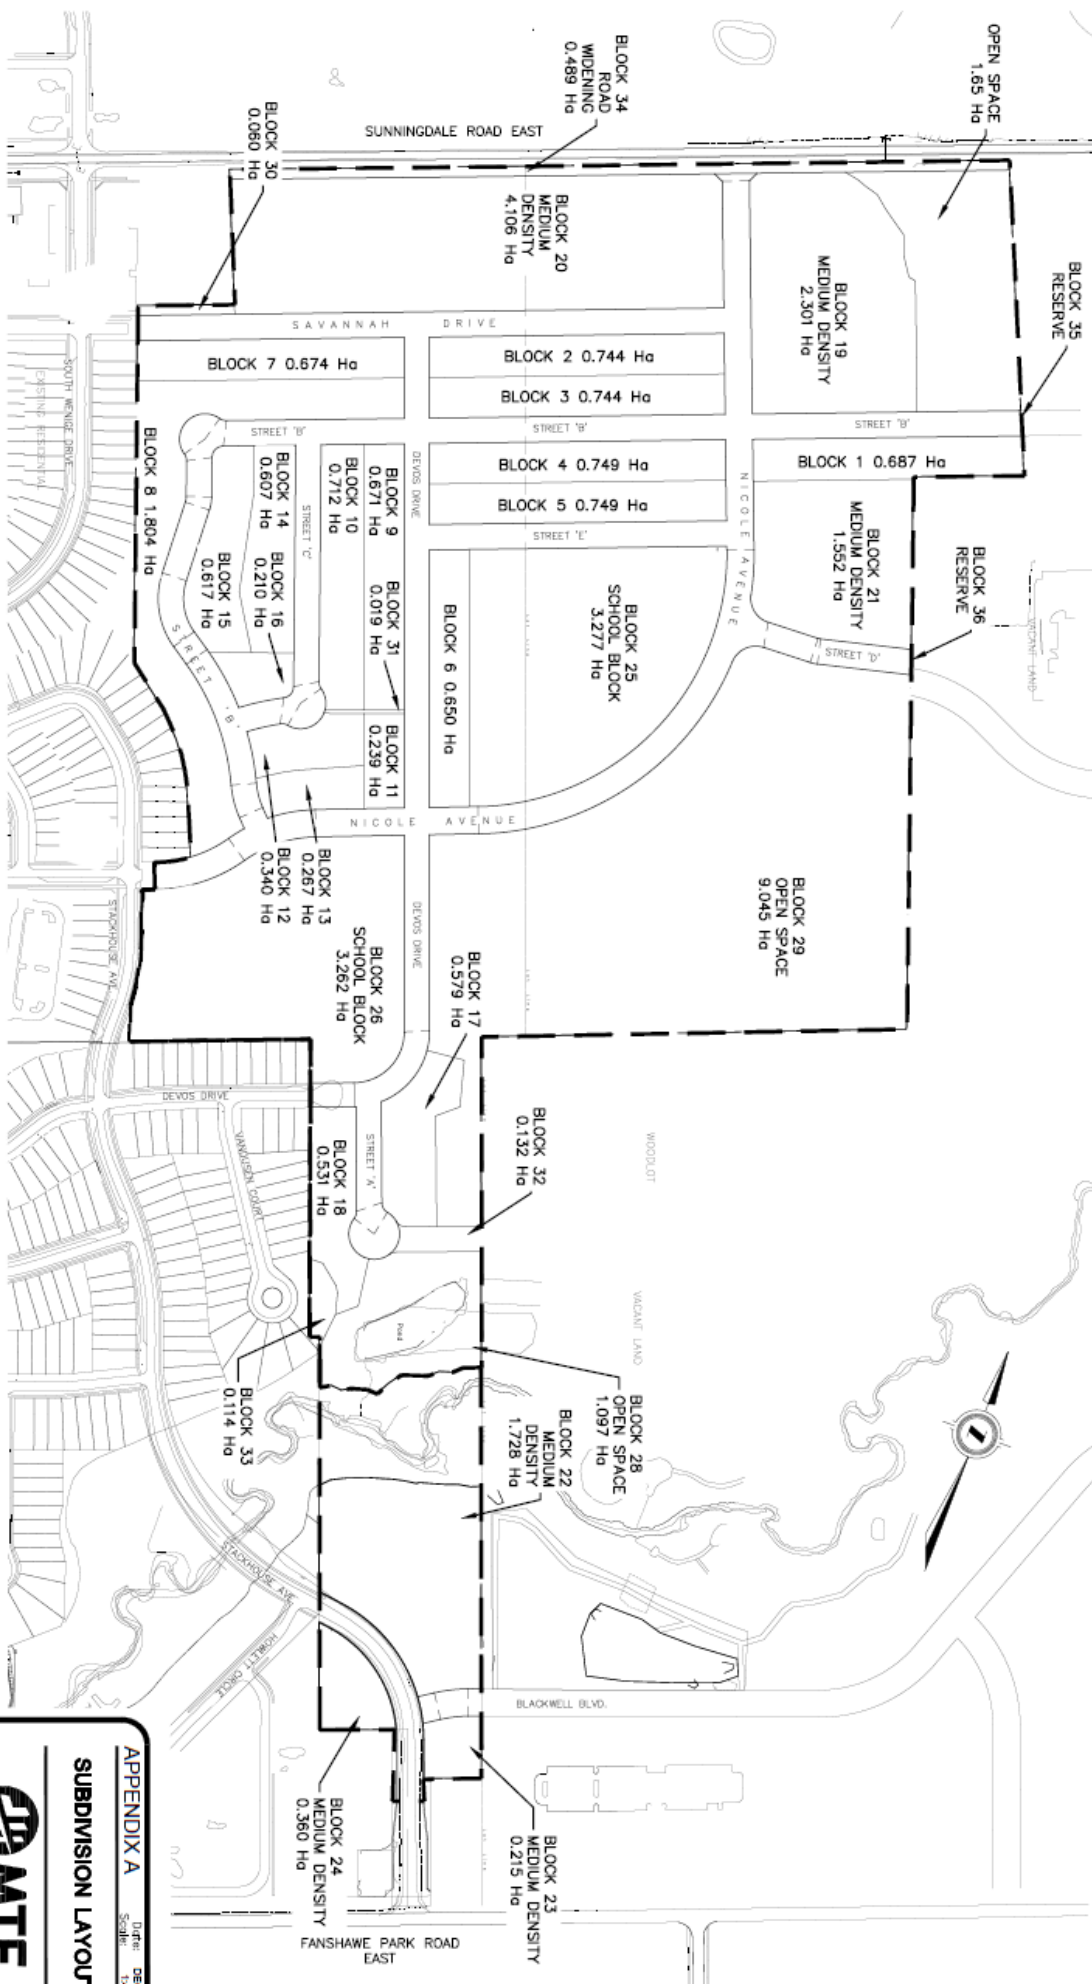 OPEN SPACE
1.65 Ha
BLOCK 34
ROAD
WIDENING
0.489 Ha
SUNNINGDALE ROAD EAST
BLOCK 30
0.060 Ha
BLOCK 20
MEDIUM
DENSITY
4.106 Ha
BLOCK 19
MEDIUM DENSITY
2.301 Ha
BLOCK 35
RESERVE
SAVANNAH DRIVE
BLOCK 7 0.674 Ha
BLOCK 2 0.744 Ha
BLOCK 3 0.744 Ha
STREET 'B'
STREET 'B'
STREET 'B'
BLOCK 4 0.749 Ha
BLOCK 5 0.749 Ha
BLOCK 1 0.687 Ha
STREET 'E'
DEVOS DRIVE
NICOLE AVENUE
BLOCK 21
MEDIUM DENSITY
1.552 Ha
BLOCK 36
RESERVE
VACANT LAND
STREET 'D'
SOUTH WENIGE DRIVE
EXISTING RESIDENTIAL
BLOCK 8 1.804 Ha
BLOCK 14
0.607 Ha
STREET 'C'
BLOCK 10
0.712 Ha
BLOCK 9
0.671 Ha
BLOCK 15
0.617 Ha
BLOCK 16
0.210 Ha
BLOCK 31
0.019 Ha
STREET 'B'
BLOCK 6 0.650 Ha
BLOCK 25
SCHOOL BLOCK
3.277 Ha
BLOCK 11
0.239 Ha
NICOLE AVENUE
BLOCK 13
0.267 Ha
BLOCK 12
0.340 Ha
BLOCK 29
OPEN SPACE
9.045 Ha
STACKHOUSE AVE
DEVOS DRIVE
BLOCK 26
SCHOOL BLOCK
3.262 Ha
BLOCK 17
0.579 Ha
DEVOS DRIVE
VANDUSEN COURT
STREET 'A'
BLOCK 18
0.531 Ha
BLOCK 32
0.132 Ha
WOODLOT
VACANT LAND
Pond
BLOCK 33
0.114 Ha
BLOCK 28
OPEN SPACE
1.097 Ha
BLOCK 22
MEDIUM
DENSITY
1.728 Ha
STACKHOUSE AVE
HOWLETT CIRCLE
BLACKWELL BLVD.
BLOCK 24
MEDIUM DENSITY
0.360 Ha
BLOCK 23
MEDIUM DENSITY
0.215 Ha
FANSHAWE PARK ROAD
EAST
APPENDIX A
Date:
Scale:
SUBDIVISION LAYOUT